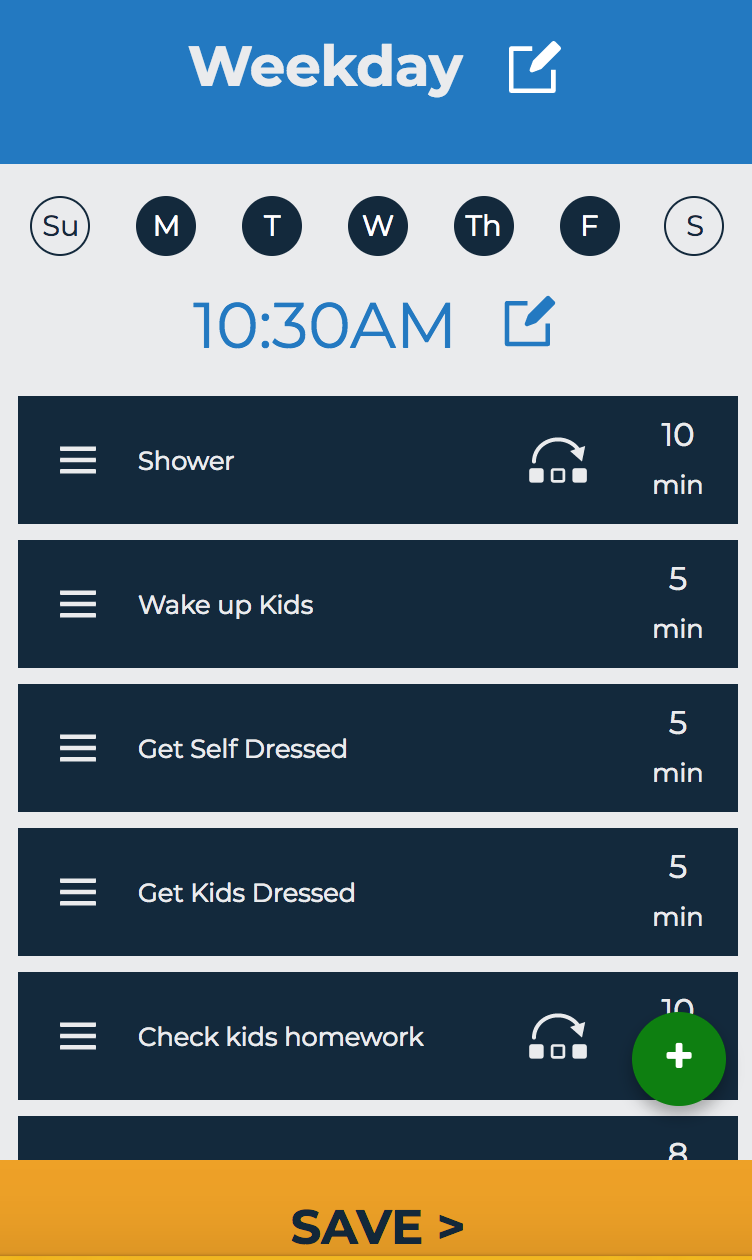 Weekday
Su M T W Th F S
10:30AM
Shower
10
min
Wake up Kids
5
min
Get Self Dressed
5
min
Get Kids Dressed
5
min
Check kids homework
10
8
SAVE >